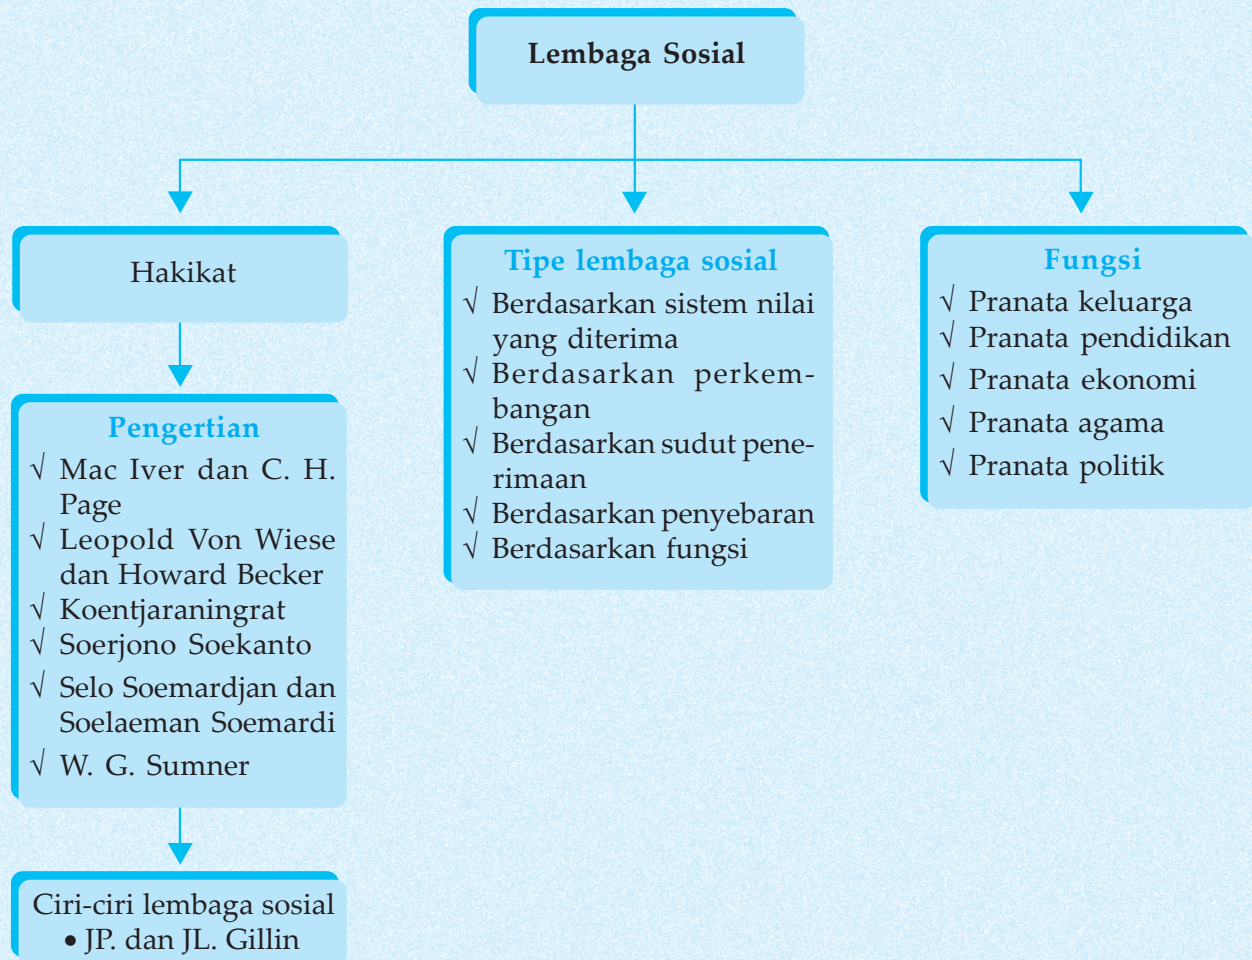 Lembaga Sosial
Hakikat
Pengertian
√ Mac Iver dan C. H.
Page
√ Leopold Von Wiese
dan Howard Becker
√ Koentjaraningrat
√ Soerjono Soekanto
√ Selo Soemardjan dan
Soelaeman Soemardi
√ W. G. Sumner
Ciri-ciri lembaga sosial
• JP. dan JL. Gillin
Tipe lembaga sosial
√ Berdasarkan sistem nilai
yang diterima
√ Berdasarkan perkem-
bangan
√ Berdasarkan sudut pene-
rimaan
√ Berdasarkan penyebaran
√ Berdasarkan fungsi
Fungsi
√ Pranata keluarga
√ Pranata pendidikan
√ Pranata ekonomi
√ Pranata agama
√ Pranata politik